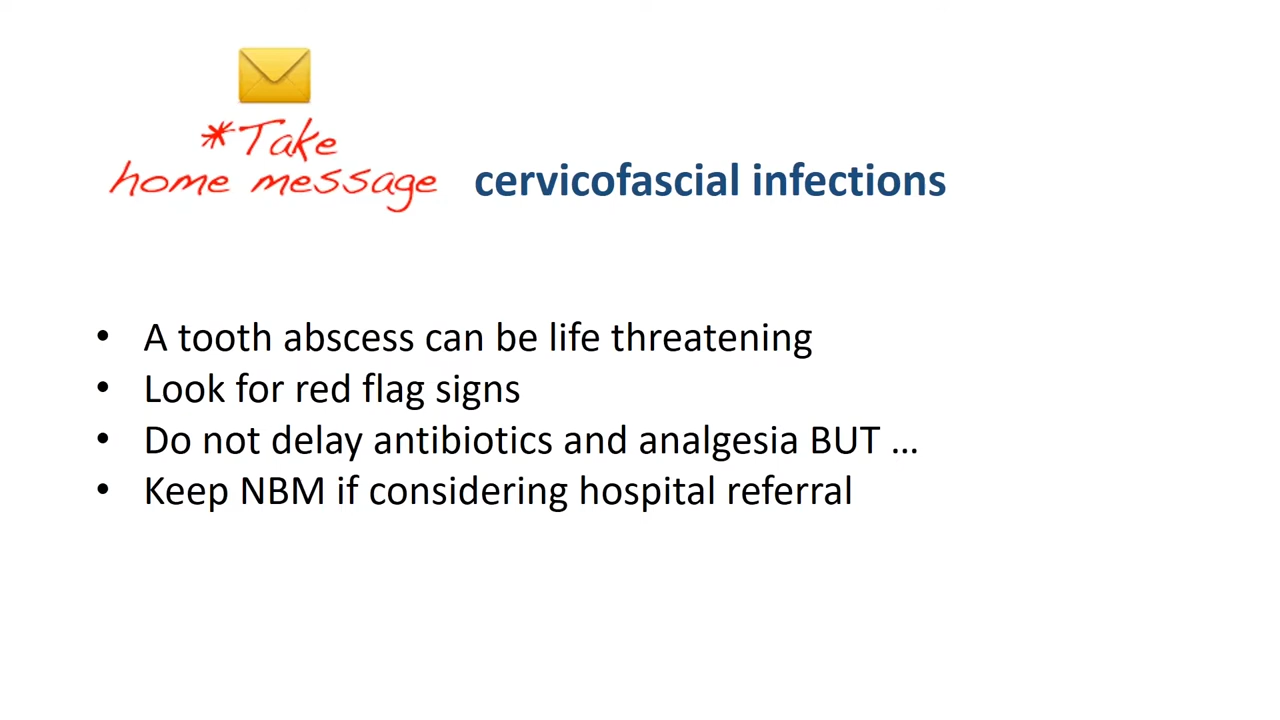 *Take
home message cervicofascial infections
• A tooth abscess can be life threatening
• Look for red flag signs
• Do not delay antibiotics and analgesia BUT …
• Keep NBM if considering hospital referral